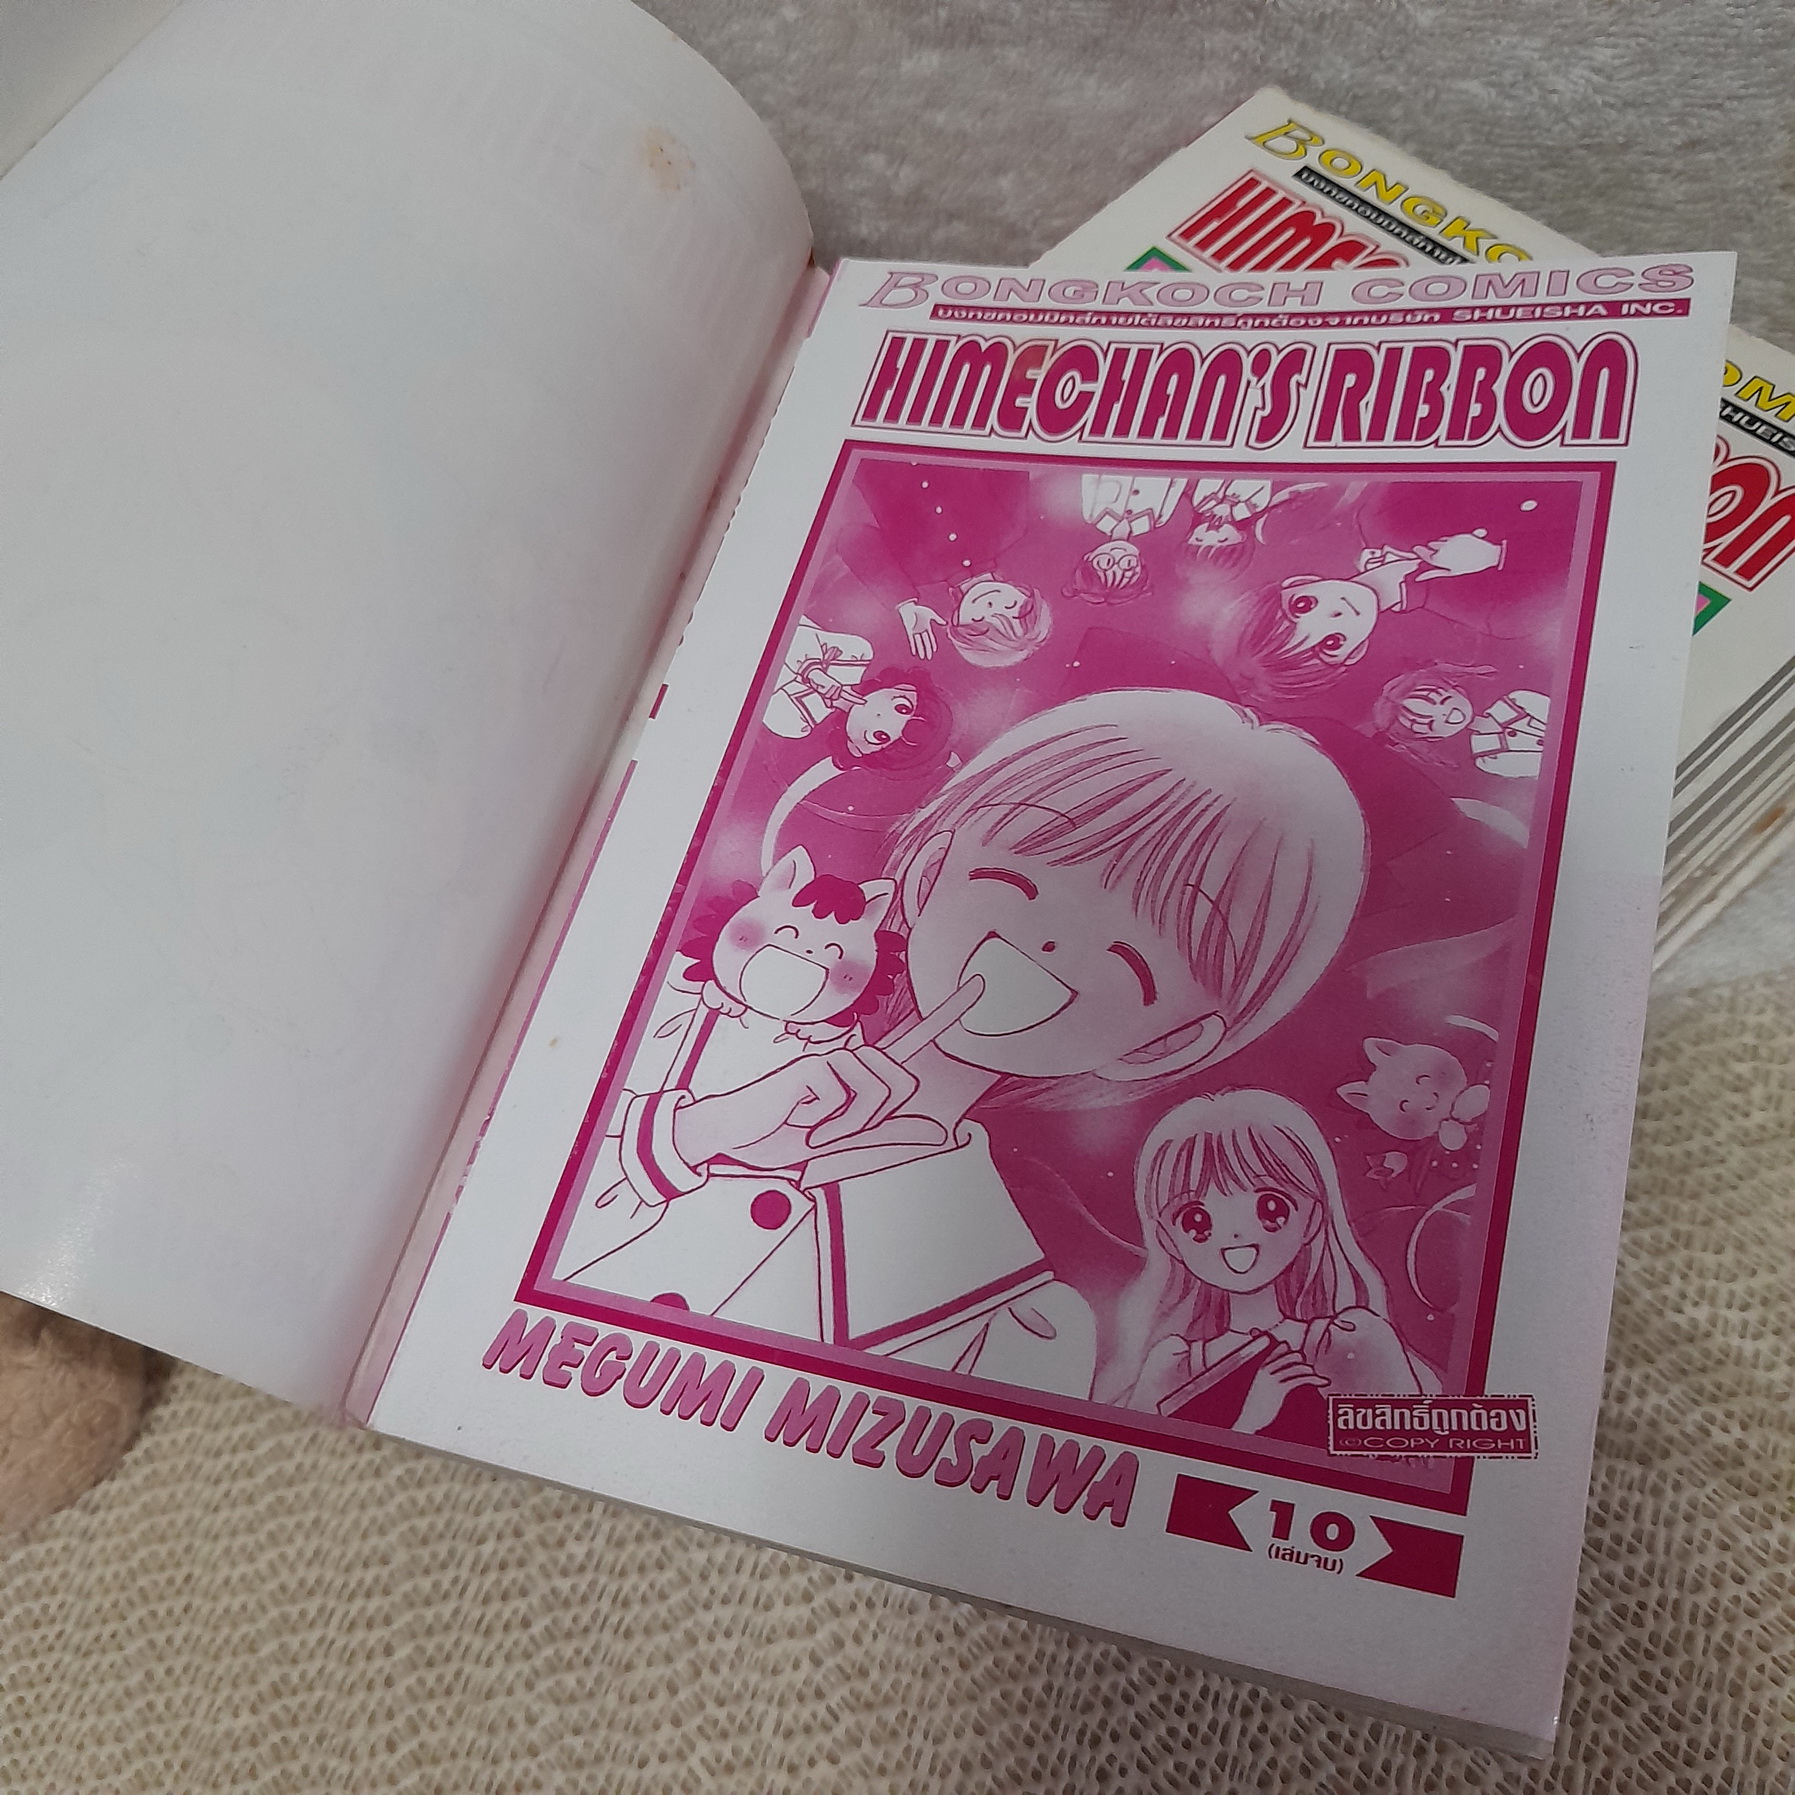 BONGKOCH COMICS
บงกชคอมมิคส์ภายใต้ลิขสิทธิ์ถูกต้องจากบริษัท SHUEISHA INC.
HIMECHAN'S RIBBON
MEGUMI MIZUSAWA
ลิขสิทธิ์ถูกต้อง
©COPY RIGHT
10
(เล่มจบ)